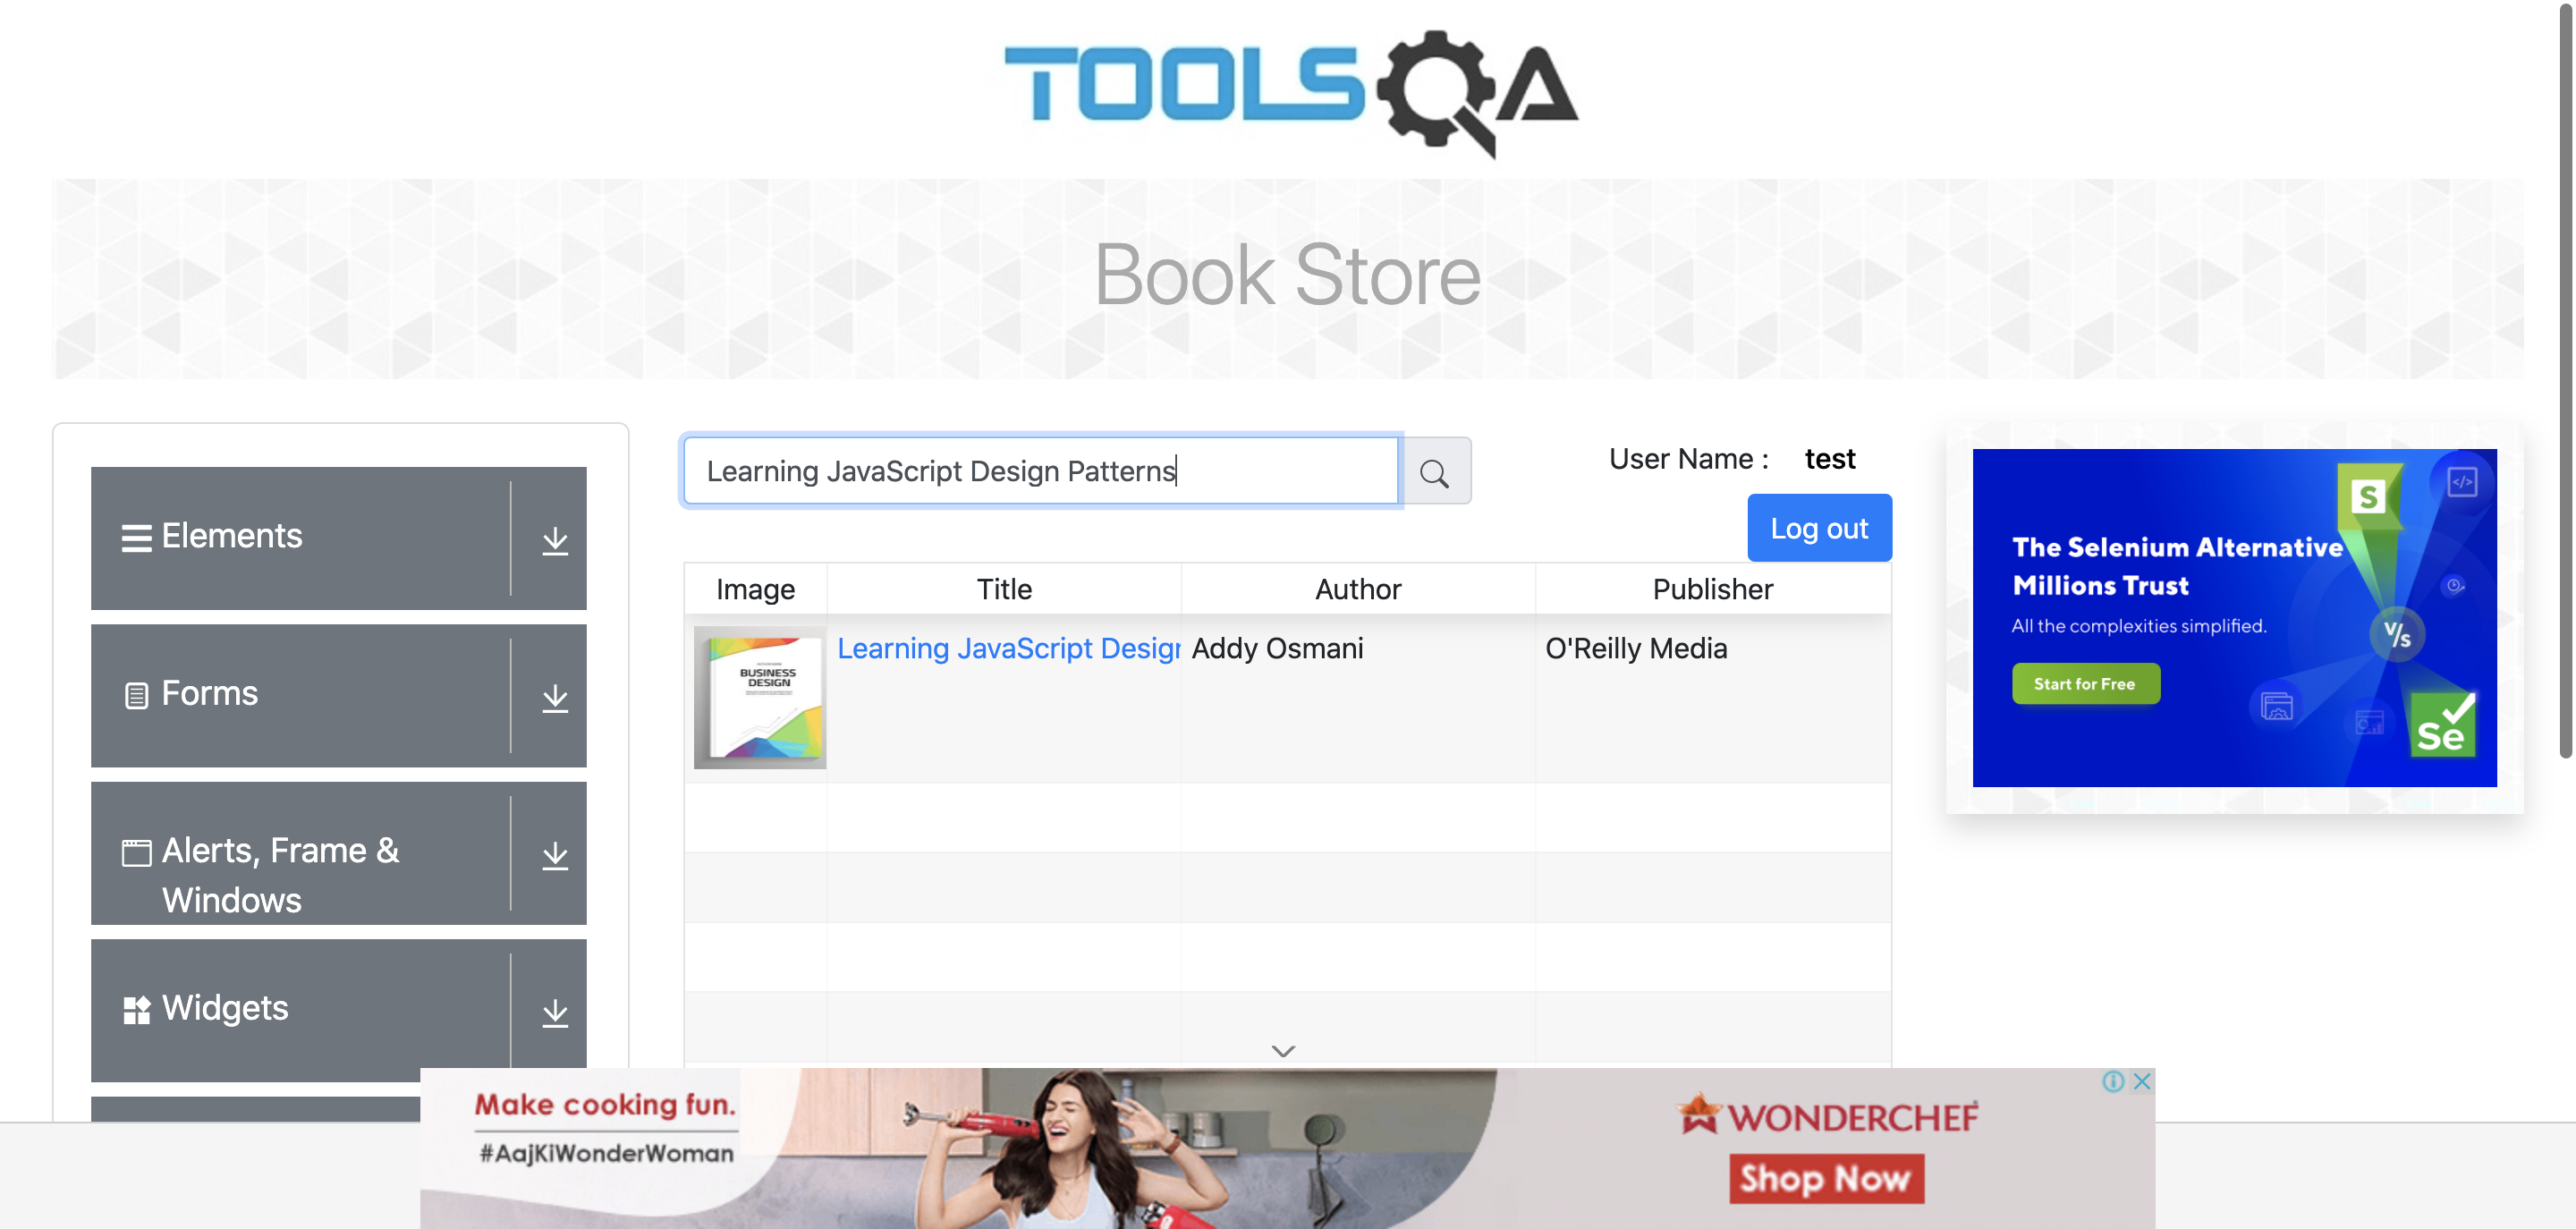 TOOLSQA
Book Store
Elements
Forms
Alerts, Frame &
Windows
Widgets
Learning JavaScript Design Patterns
User Name : test
Log out
Image Title Author Publisher
BUSINESS
DESIGN
Learning JavaScript Desig Addy Osmani O'Reilly Media
The Selenium Alternative
Millions Trust
All the complexities simplified.
Start for Free
S
</>
V/s
Se
Make cooking fun.
#AajKiWonderWoman
WONDERCHEF
Shop Now